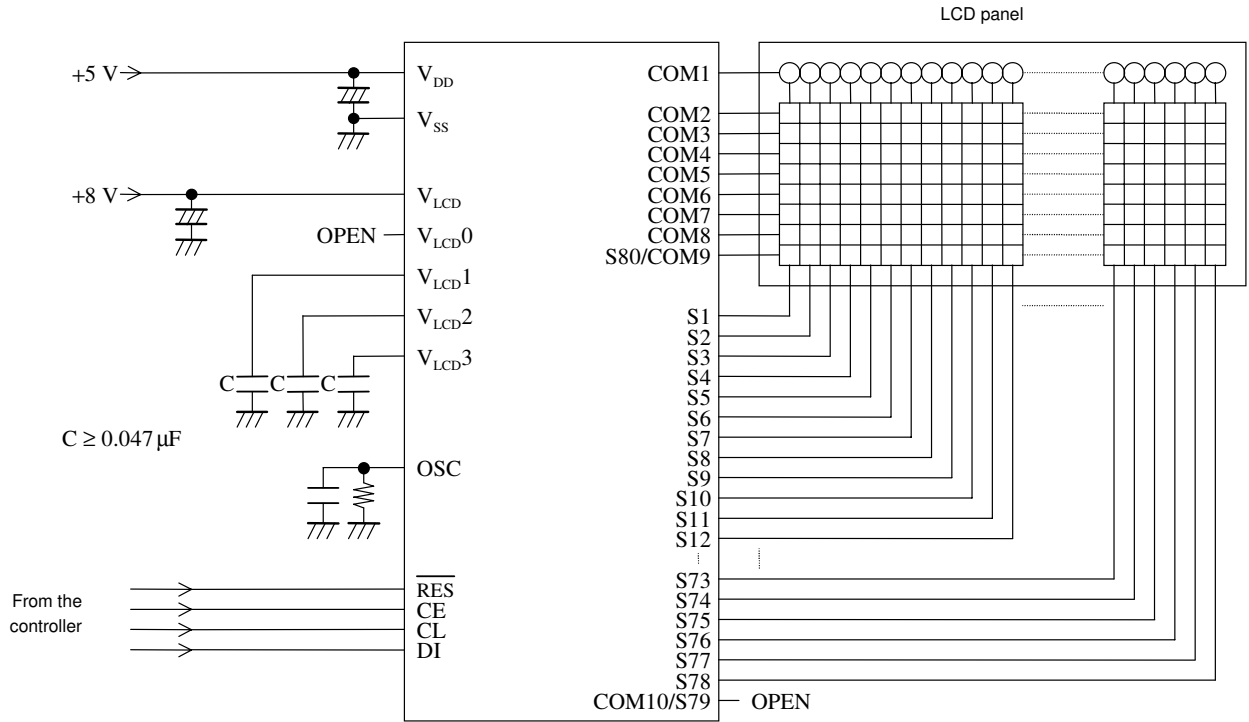 LCD panel
+5 V
VDD
VSS
+8 V
VLCD
OPEN
VLCD0
VLCD1
VLCD2
VLCD3
C
C
C
C ≥ 0.047 µF
OSC
From the
controller
RES
CE
CL
DI
COM1
COM2
COM3
COM4
COM5
COM6
COM7
COM8
S80/COM9
S1
S2
S3
S4
S5
S6
S7
S8
S9
S10
S11
S12
S73
S74
S75
S76
S77
S78
COM10/S79
OPEN